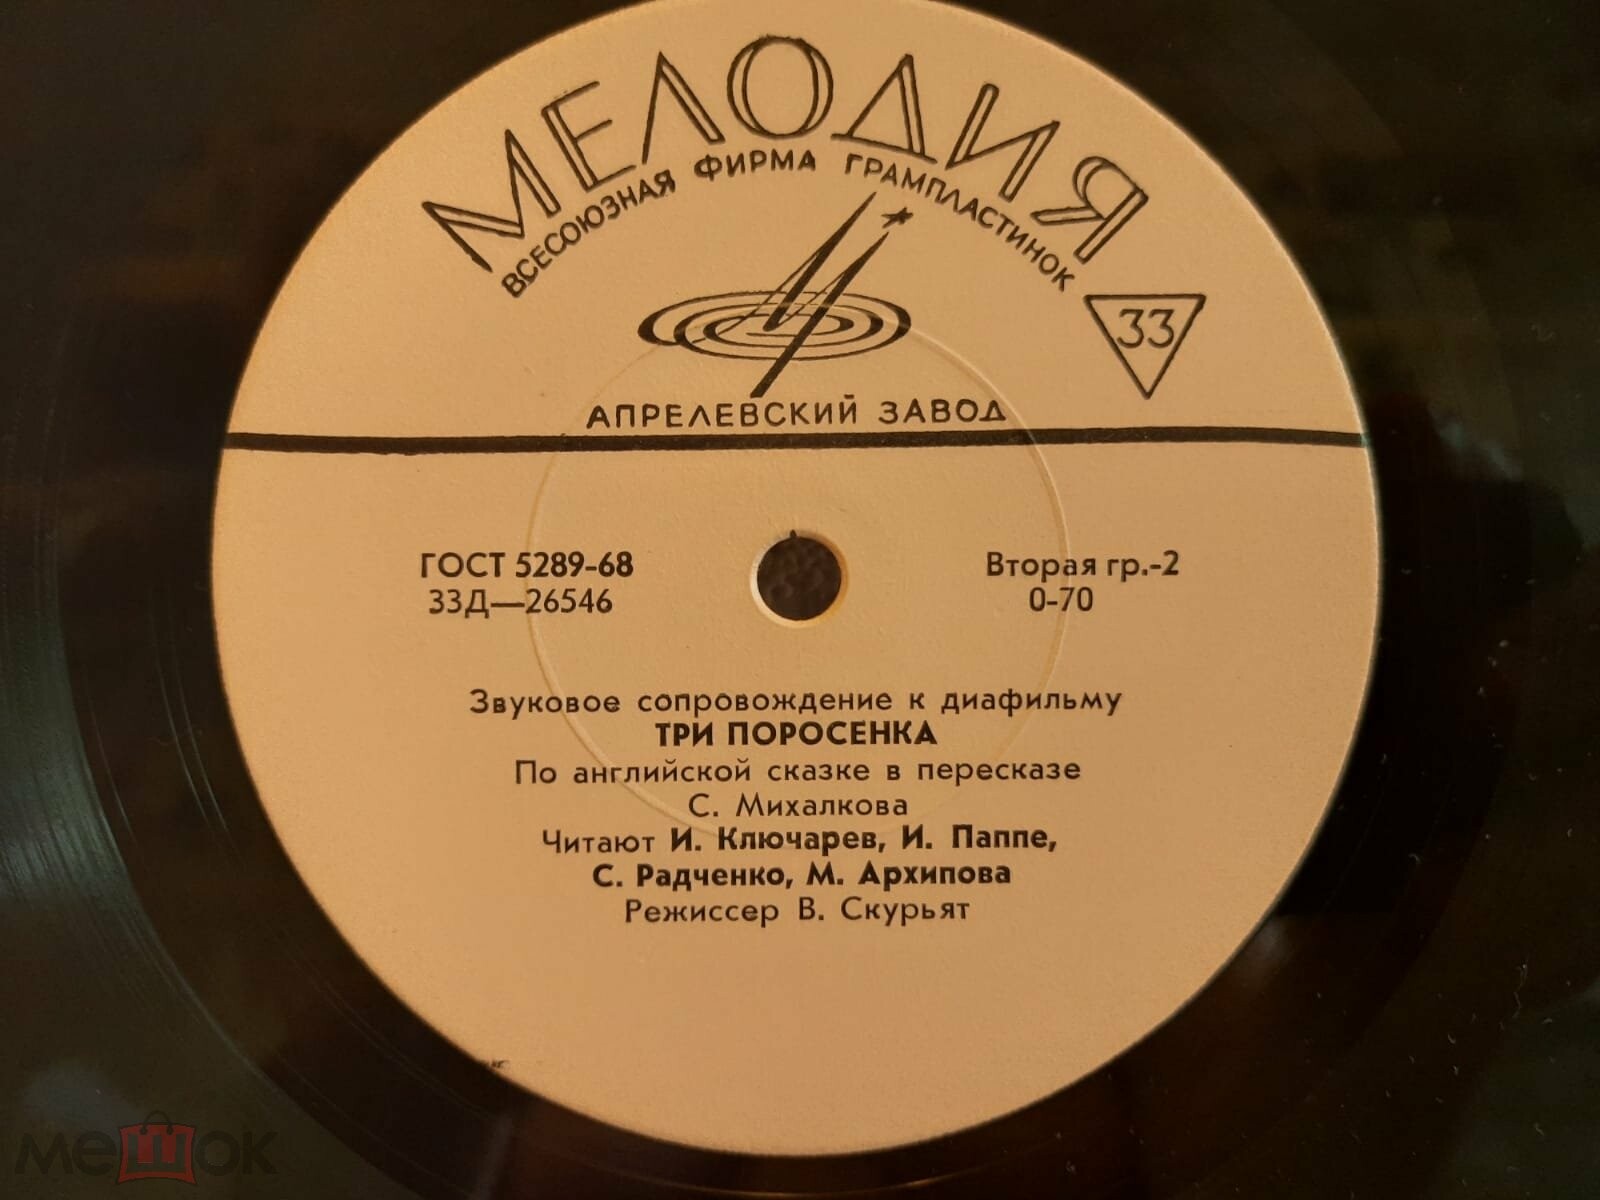 МЕЛОДИЯ
ВСЕСОЮЗНАЯ ФИРМА ГРАМПЛАСТИНОК
33
АПРЕЛЕВСКИЙ ЗАВОД
ГОСТ 5289-68
33Д—26546
Вторая гр.-2
0-70
Звуковое сопровождение к диафильму
ТРИ ПОРОСЕНКА
По английской сказке в пересказе
С. Михалкова
Читают И. Ключарев, И. Паппе,
С. Радченко, М. Архипова
Режиссер В. Скурьят
мешок